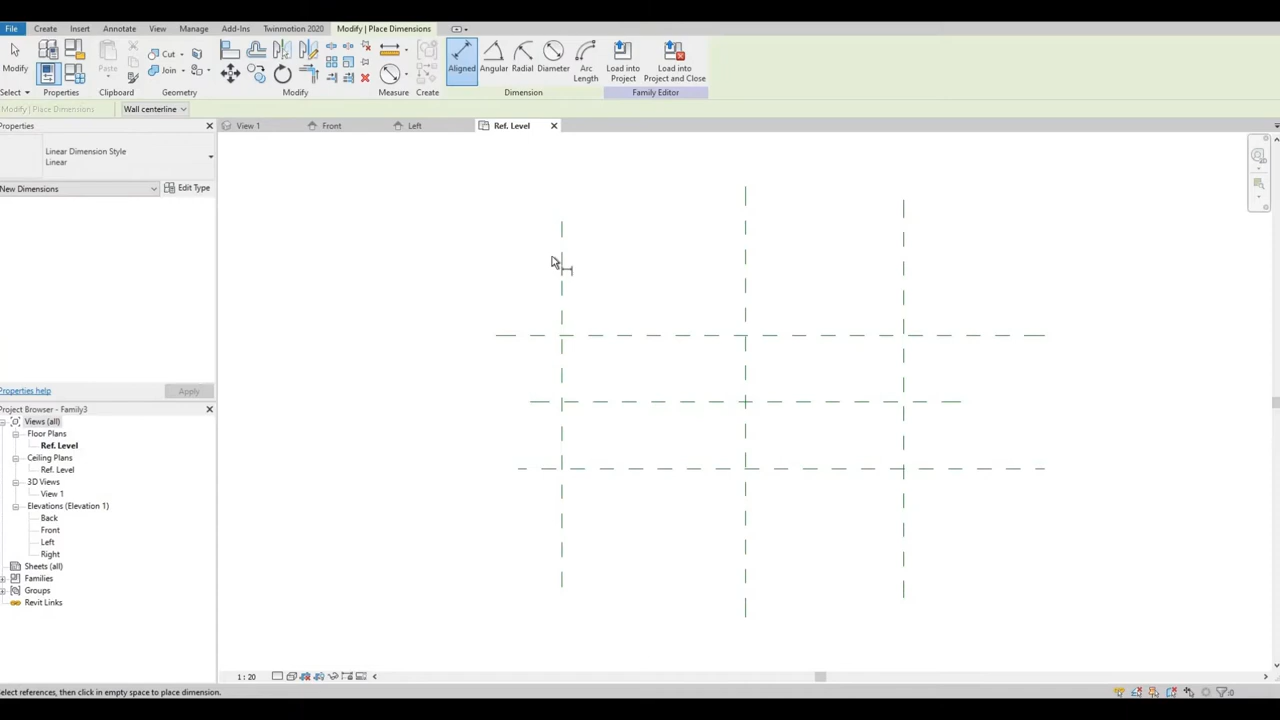 File Create Insert Annotate View Manage Add-Ins Twinmotion 2020 Modify | Place Dimensions
Modify Paste Cut Join Aligned Angular Radial Diameter Arc Length Load into Project Load into Project and Close
Select Properties Clipboard Geometry Modify Measure Create Dimension Family Editor
Modify | Place Dimensions Wall centerline
Properties View 1 Front Left Ref. Level
Linear Dimension Style
Linear
New Dimensions Edit Type
Properties help Apply
Project Browser - Family3
Views (all)
Floor Plans
Ref. Level
Ceiling Plans
Ref. Level
3D Views
View 1
Elevations (Elevation 1)
Back
Front
Left
Right
Sheets (all)
Families
Groups
Revit Links
1 : 20
Select references, then click in empty space to place dimension.
:0